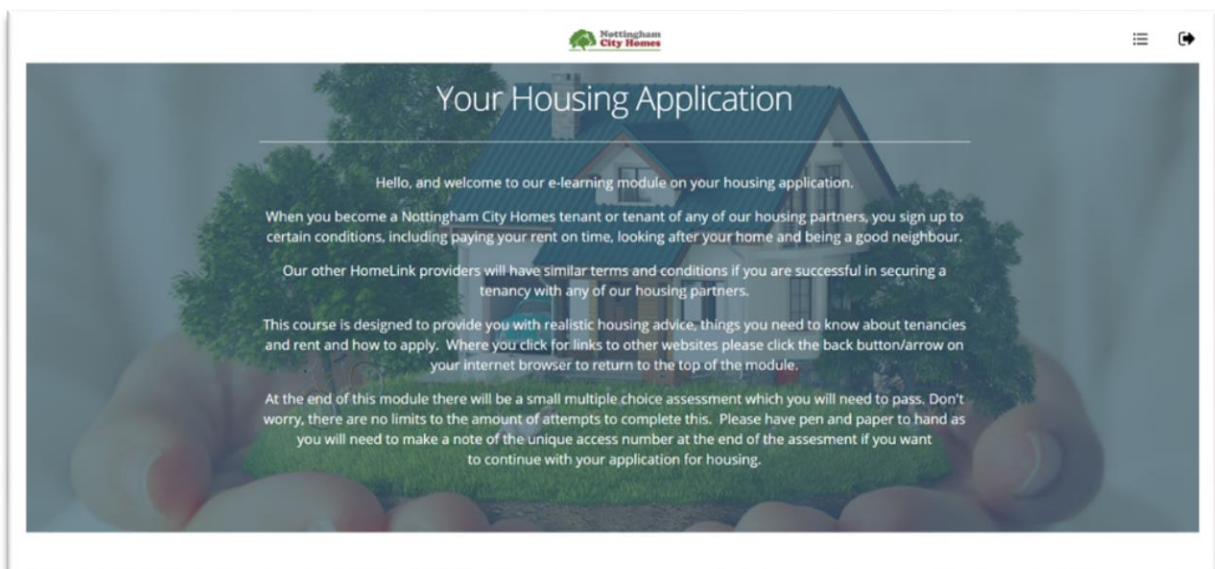 Nottingham
City Homes
Your Housing Application
Hello, and welcome to our e-learning module on your housing application.
When you become a Nottingham City Homes tenant or tenant of any of our housing partners, you sign up to
certain conditions, including paying your rent on time, looking after your home and being a good neighbour.
Our other HomeLink providers will have similar terms and conditions if you are successful in securing a
tenancy with any of our housing partners.
This course is designed to provide you with realistic housing advice, things you need to know about tenancies
and rent and how to apply.  Where you click for links to other websites please click the back button/arrow on
your internet browser to return to the top of the module.
At the end of this module there will be a small multiple choice assessment which you will need to pass. Don't
worry, there are no limits to the amount of attempts to complete this.  Please have pen and paper to hand as
you will need to make a note of the unique access number at the end of the assesment if you want
to continue with your application for housing.